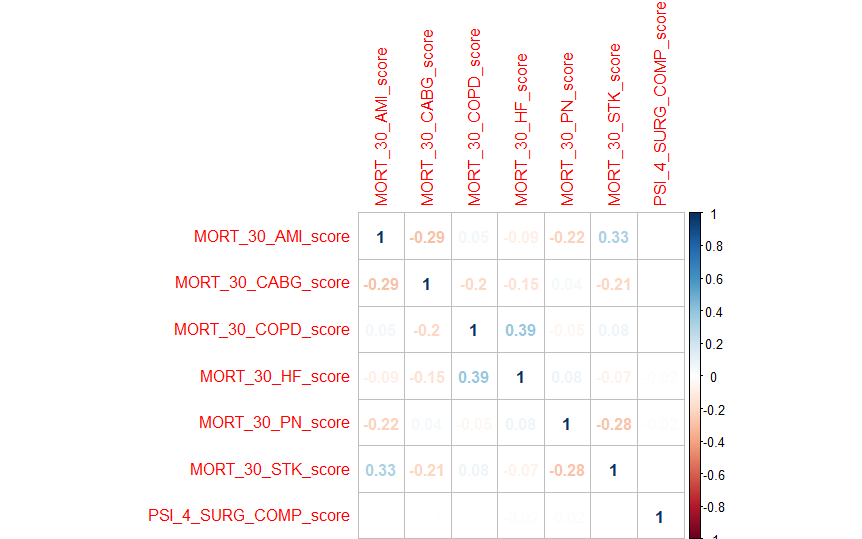 MORT_30_AMI_score
MORT_30_CABG_score
MORT_30_COPD_score
MORT_30_HF_score
MORT_30_PN_score
MORT_30_STK_score
PSI_4_SURG_COMP_score
MORT_30_AMI_score 1 -0.29 0.05 -0.09 -0.22 0.33
MORT_30_CABG_score -0.29 1 -0.2 -0.15 0.04 -0.21
MORT_30_COPD_score 0.05 -0.2 1 0.39 -0.05 0.08
MORT_30_HF_score -0.09 -0.15 0.39 1 0.08 -0.07
MORT_30_PN_score -0.22 0.04 -0.05 0.08 1 -0.28
MORT_30_STK_score 0.33 -0.21 0.08 -0.07 -0.28 1
PSI_4_SURG_COMP_score 1
1
0.8
0.6
0.4
0.2
0
-0.2
-0.4
-0.6
-0.8
-1